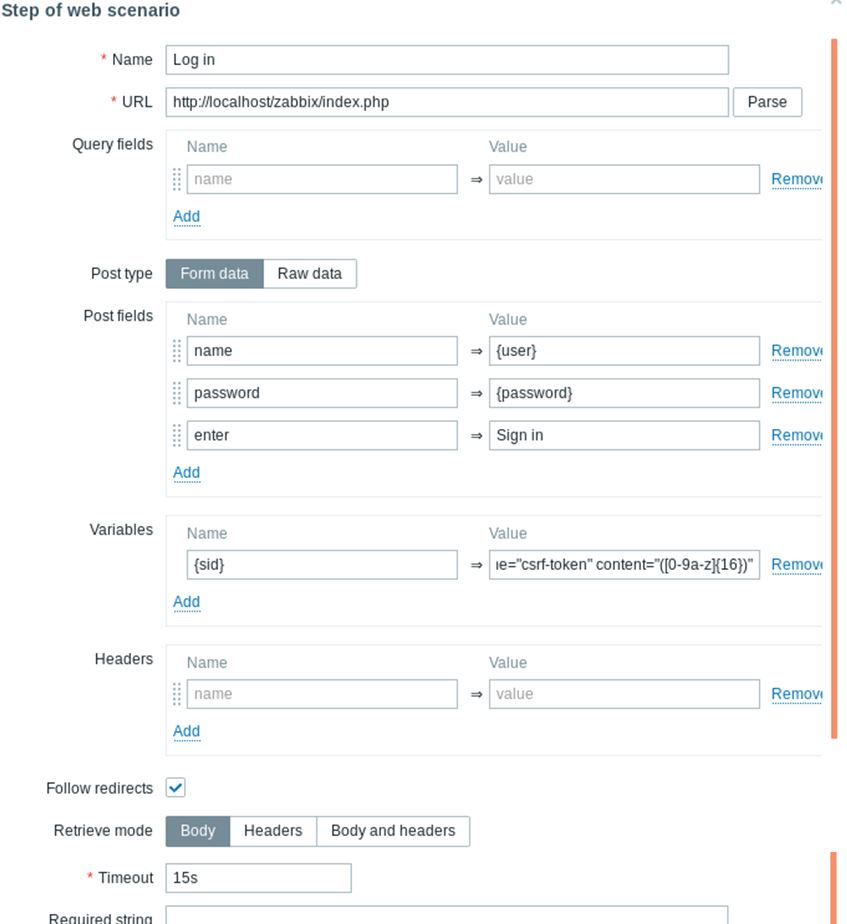 Step of web scenario
* Name Log in
* URL http://localhost/zabbix/index.php Parse
Query fields Name Value
name ⇒ value Remove
Add
Post type Form data Raw data
Post fields Name Value
name ⇒ {user} Remove
password ⇒ {password} Remove
enter ⇒ Sign in Remove
Add
Variables Name Value
{sid} ⇒ ne="csrf-token" content="([0-9a-z]{16})" Remove
Add
Headers Name Value
name ⇒ value Remove
Add
Follow redirects
Retrieve mode Body Headers Body and headers
* Timeout 15s
Required string